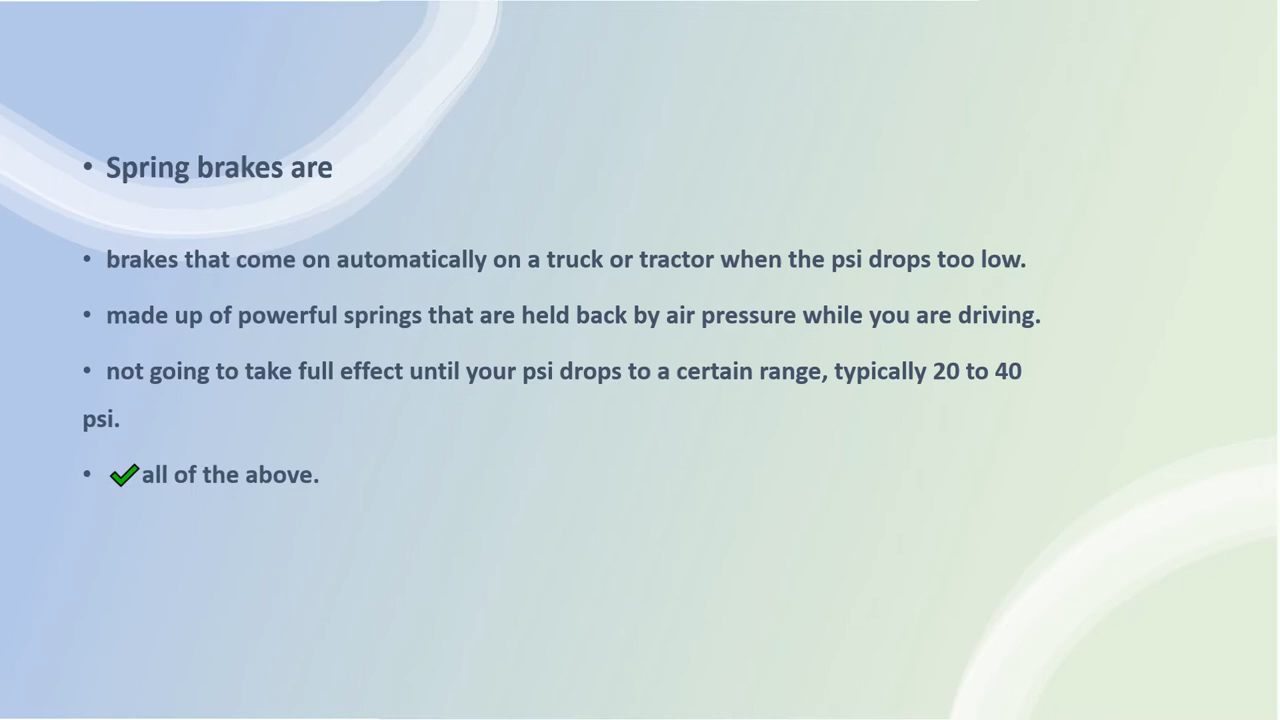 • Spring brakes are
• brakes that come on automatically on a truck or tractor when the psi drops too low.
• made up of powerful springs that are held back by air pressure while you are driving.
• not going to take full effect until your psi drops to a certain range, typically 20 to 40
psi.
• ✔all of the above.